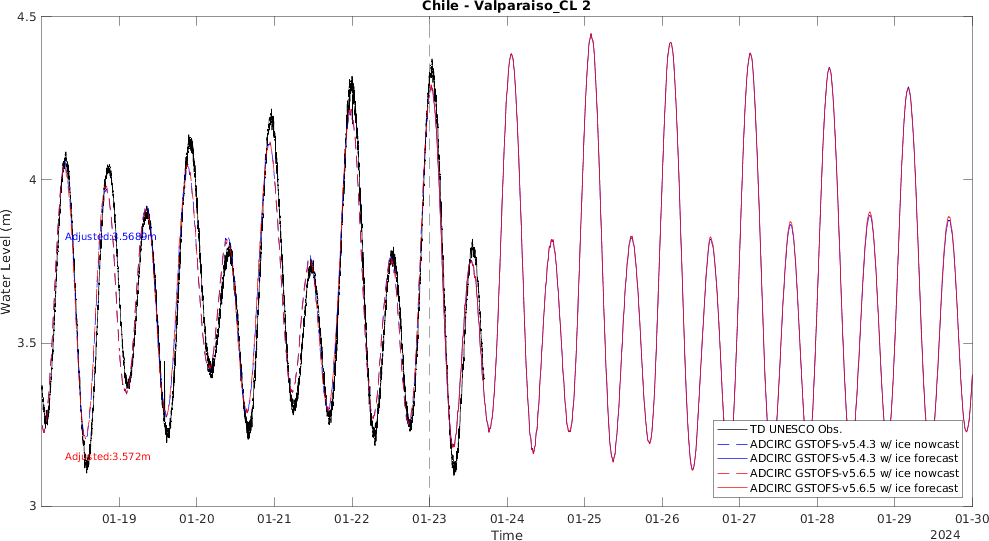 Chile - Valparaiso_CL 2
4.5
4
3.5
3
Water Level (m)
Adjusted:3.5689m
Adjusted:3.572m
TD UNESCO Obs.
ADCIRC GSTOFS-v5.4.3 w/ ice nowcast
ADCIRC GSTOFS-v5.4.3 w/ ice forecast
ADCIRC GSTOFS-v5.6.5 w/ ice nowcast
ADCIRC GSTOFS-v5.6.5 w/ ice forecast
01-19 01-20 01-21 01-22 01-23 01-24 01-25 01-26 01-27 01-28 01-29 01-30
Time
2024